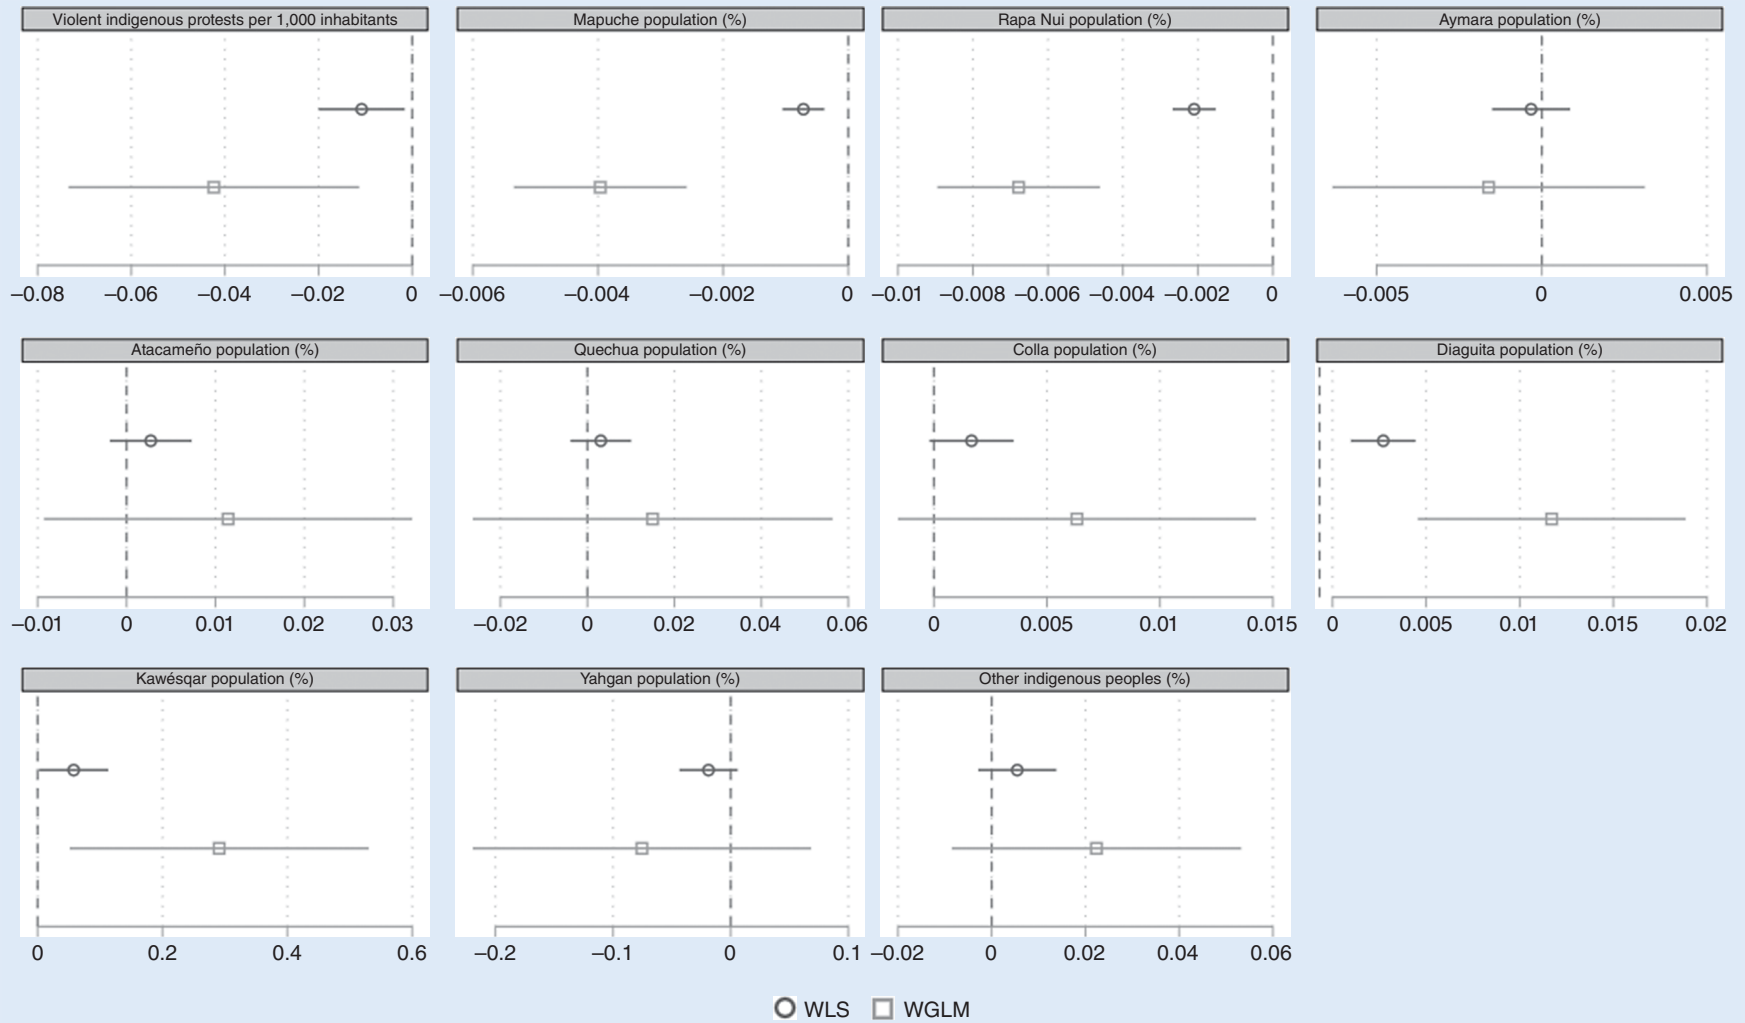 Violent indigenous protests per 1,000 inhabitants
Mapuche population (%)
Rapa Nui population (%)
Aymara population (%)
–0.08 –0.06 –0.04 –0.02 0
–0.006 –0.004 –0.002 0
–0.01 –0.008 –0.006 –0.004 –0.002 0
–0.005 0 0.005
Atacameño population (%)
Quechua population (%)
Colla population (%)
Diaguita population (%)
–0.01 0 0.01 0.02 0.03
–0.02 0 0.02 0.04 0.06
0 0.005 0.01 0.015
0 0.005 0.01 0.015 0.02
Kawésqar population (%)
Yahgan population (%)
Other indigenous peoples (%)
0 0.2 0.4 0.6
–0.2 –0.1 0 0.1
–0.02 0 0.02 0.04 0.06
WLS WGLM